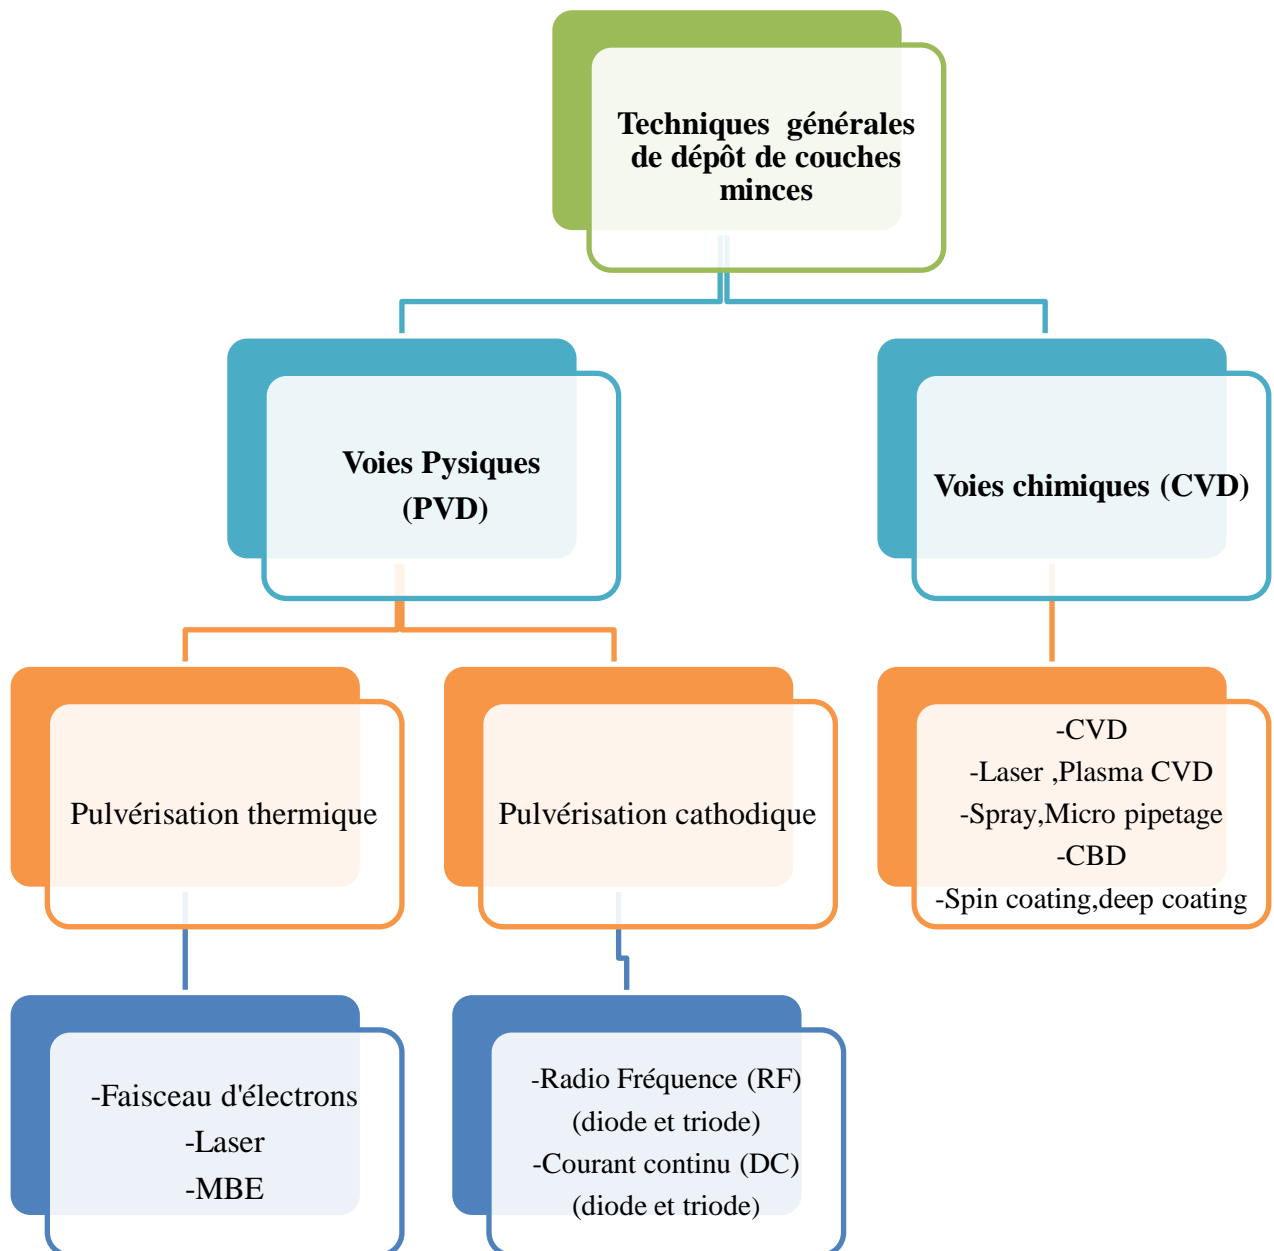 Techniques générales
de dépôt de couches
minces
Voies Pysiques
(PVD)
Voies chimiques (CVD)
Pulvérisation thermique
Pulvérisation cathodique
-CVD
-Laser ,Plasma CVD
-Spray,Micro pipetage
-CBD
-Spin coating,deep coating
-Faisceau d'électrons
-Laser
-MBE
-Radio Fréquence (RF)
(diode et triode)
-Courant continu (DC)
(diode et triode)